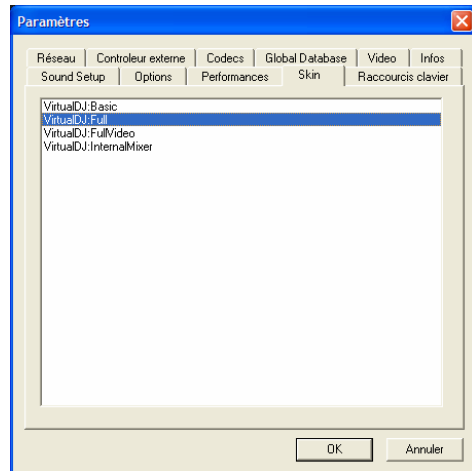 Paramètres
Réseau Controleur externe Codecs Global Database Video Infos
Sound Setup Options Performances Skin Raccourcis clavier
VirtualDJ:Basic
VirtualDJ:Full
VirtualDJ:FullVideo
VirtualDJ:InternalMixer
OK Annuler